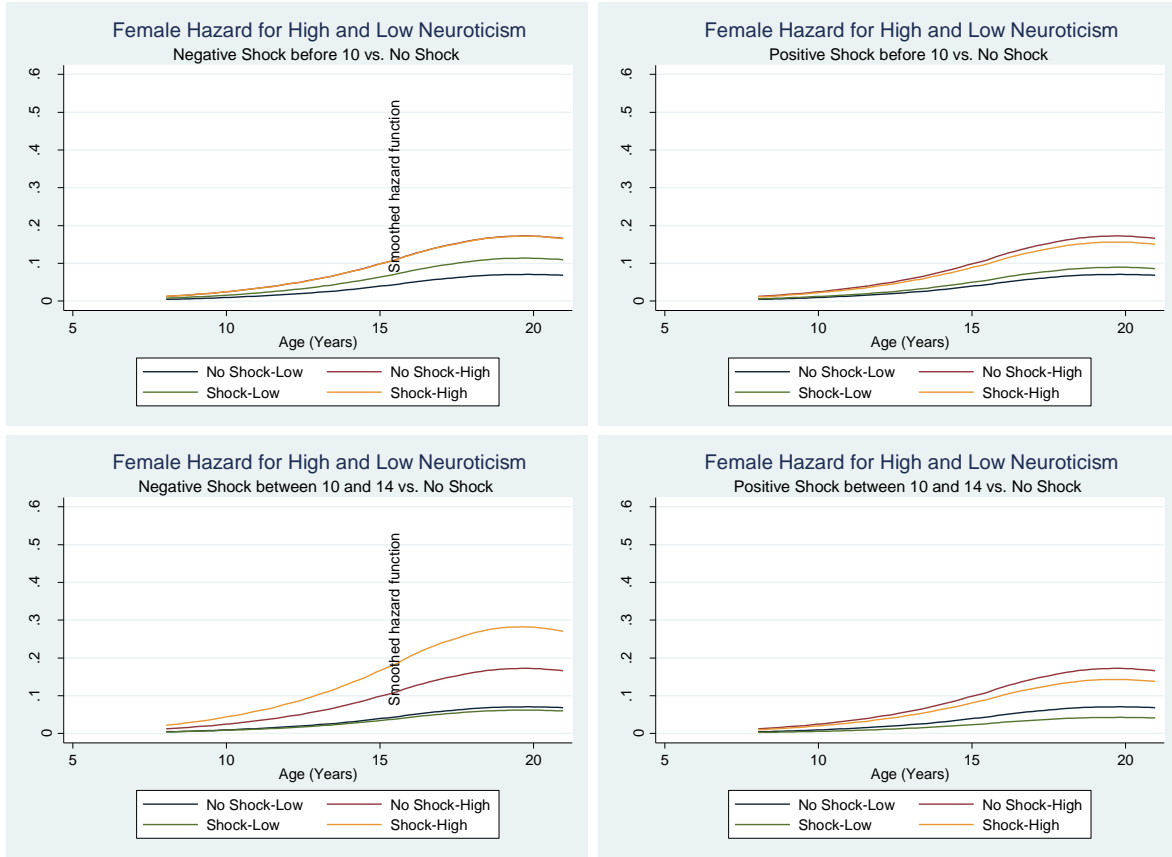 Female Hazard for High and Low Neuroticism
Negative Shock before 10 vs. No Shock
.6
.5
.4
.3
.2
.1
0
Smoothed hazard function
5 10 15 20
Age (Years)
No Shock-Low No Shock-High
Shock-Low Shock-High
Female Hazard for High and Low Neuroticism
Positive Shock before 10 vs. No Shock
.6
.5
.4
.3
.2
.1
0
5 10 15 20
Age (Years)
No Shock-Low No Shock-High
Shock-Low Shock-High
Female Hazard for High and Low Neuroticism
Negative Shock between 10 and 14 vs. No Shock
.6
.5
.4
.3
.2
.1
0
Smoothed hazard function
5 10 15 20
Age (Years)
No Shock-Low No Shock-High
Shock-Low Shock-High
Female Hazard for High and Low Neuroticism
Positive Shock between 10 and 14 vs. No Shock
.6
.5
.4
.3
.2
.1
0
5 10 15 20
Age (Years)
No Shock-Low No Shock-High
Shock-Low Shock-High